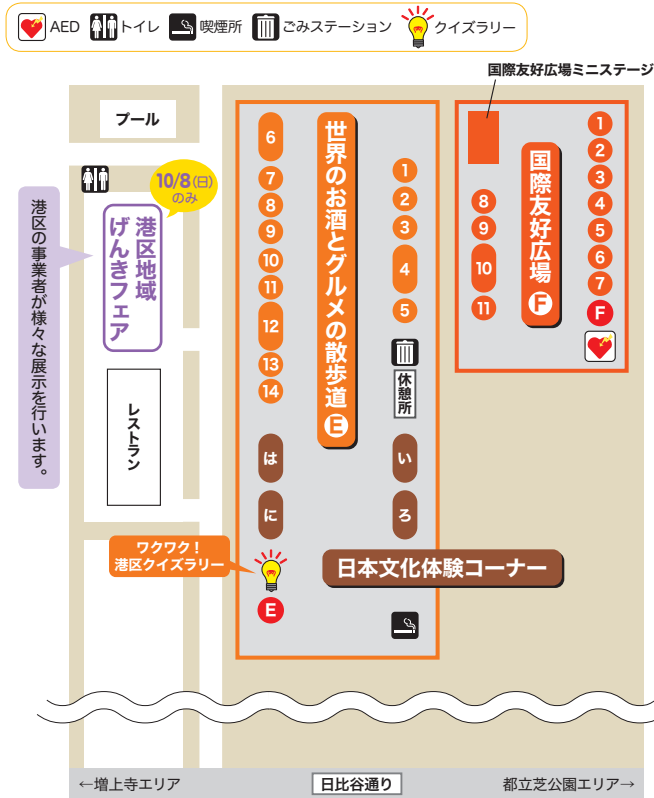 AED トイレ 喫煙所 ごみステーション クイズラリー
国際友好広場ミニステージ
プール
10/8(日)
のみ
港区地域
げんきフェア
港区の事業者が様々な展示を行います。
レストラン
世界のお酒とグルメの散歩道 E
6
7
8
9
10
11
12
13
14
は
に
1
2
3
4
5
休憩所
い
ろ
国際友好広場 F
8
9
10
11
1
2
3
4
5
6
7
F
ワクワク!
港区クイズラリー
E
日本文化体験コーナー
←増上寺エリア
日比谷通り
都立芝公園エリア→